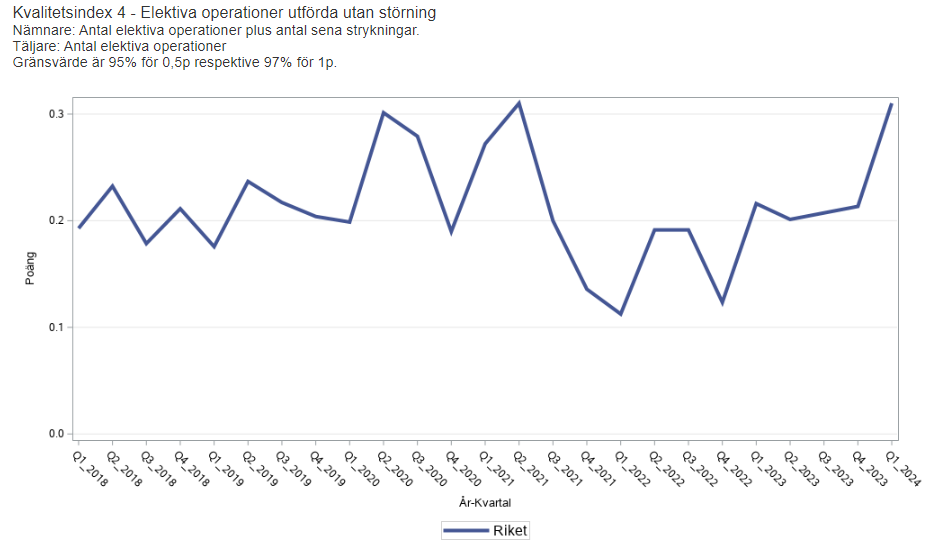 Kvalitetsindex 4 - Elektiva operationer utförda utan störning
Nämnare: Antal elektiva operationer plus antal sena strykningar.
Täljare: Antal elektiva operationer
Gränsvärde är 95% för 0,5p respektive 97% för 1p.
0.3
0.2
0.1
0.0
Poäng
Q1_2018
Q2_2018
Q3_2018
Q4_2018
Q1_2019
Q2_2019
Q3_2019
Q4_2019
Q1_2020
Q2_2020
Q3_2020
Q4_2020
Q1_2021
Q2_2021
Q3_2021
Q4_2021
Q1_2022
Q2_2022
Q3_2022
Q4_2022
Q1_2023
Q2_2023
Q3_2023
Q4_2023
Q1_2024
År-Kvartal
Riket